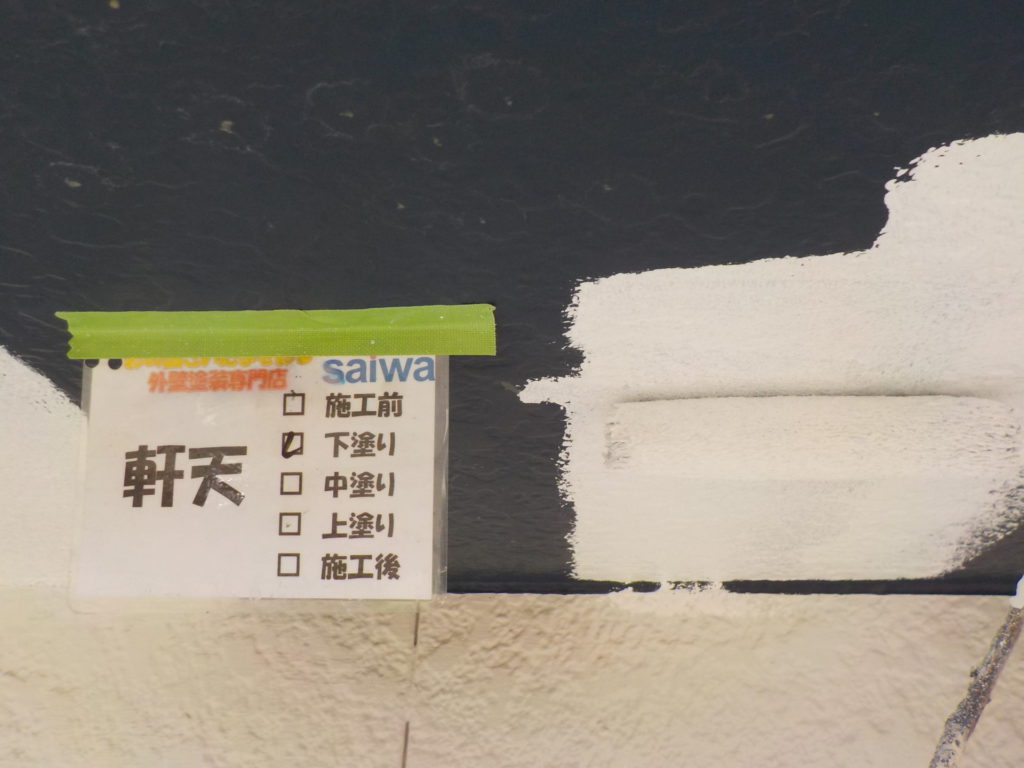 saiwa
外壁塗装専門店
軒天
□ 施工前
☑ 下塗り
□ 中塗り
□ 上塗り
□ 施工後